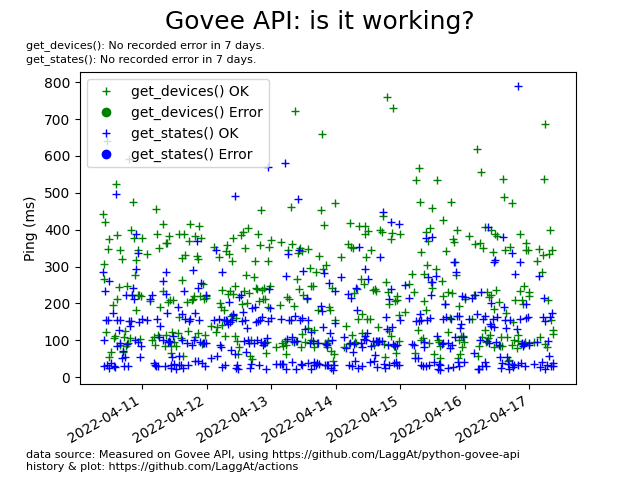 Govee API: is it working?
get_devices(): No recorded error in 7 days.
get_states(): No recorded error in 7 days.
get_devices() OK
get_devices() Error
get_states() OK
get_states() Error
Ping (ms)
800
700
600
500
400
300
200
100
0
2022-04-11
2022-04-12
2022-04-13
2022-04-14
2022-04-15
2022-04-16
2022-04-17
data source: Measured on Govee API, using https://github.com/LaggAt/python-govee-api
history & plot: https://github.com/LaggAt/actions